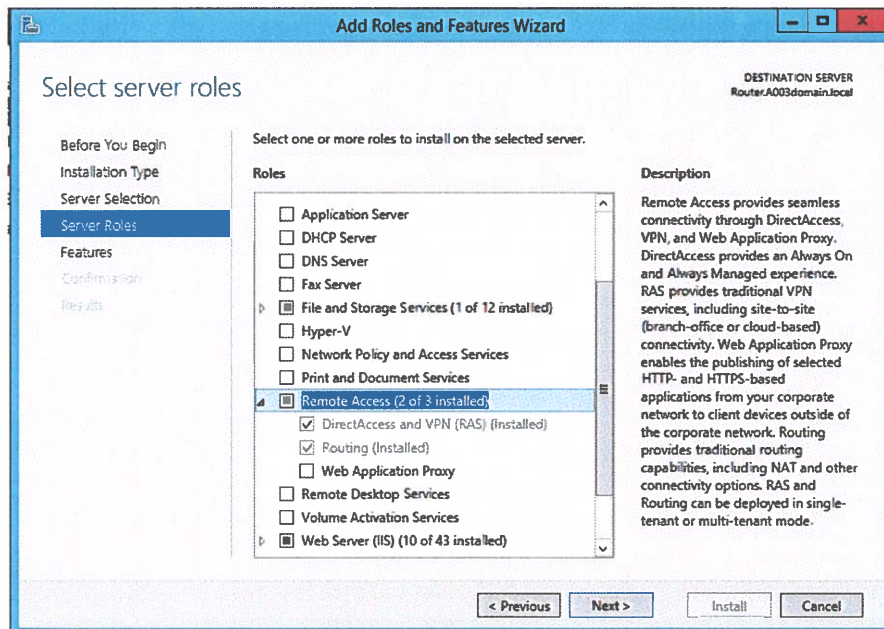 Add Roles and Features Wizard
Select server roles
DESTINATION SERVER
Router.A003domain.local
Before You Begin
Installation Type
Server Selection
Server Roles
Features
Confirmation
Results
Select one or more roles to install on the selected server.
Roles
Application Server
DHCP Server
DNS Server
Fax Server
File and Storage Services (1 of 12 installed)
Hyper-V
Network Policy and Access Services
Print and Document Services
Remote Access (2 of 3 installed)
DirectAccess and VPN (RAS) (Installed)
Routing (Installed)
Web Application Proxy
Remote Desktop Services
Volume Activation Services
Web Server (IIS) (10 of 43 installed)
Description
Remote Access provides seamless
connectivity through DirectAccess,
VPN, and Web Application Proxy.
DirectAccess provides an Always On
and Always Managed experience.
RAS provides traditional VPN
services, including site-to-site
(branch-office or cloud-based)
connectivity. Web Application Proxy
enables the publishing of selected
HTTP- and HTTPS-based
applications from your corporate
network to client devices outside of
the corporate network. Routing
provides traditional routing
capabilities, including NAT and other
connectivity options. RAS and
Routing can be deployed in single-
tenant or multi-tenant mode.
< Previous
Next >
Install
Cancel